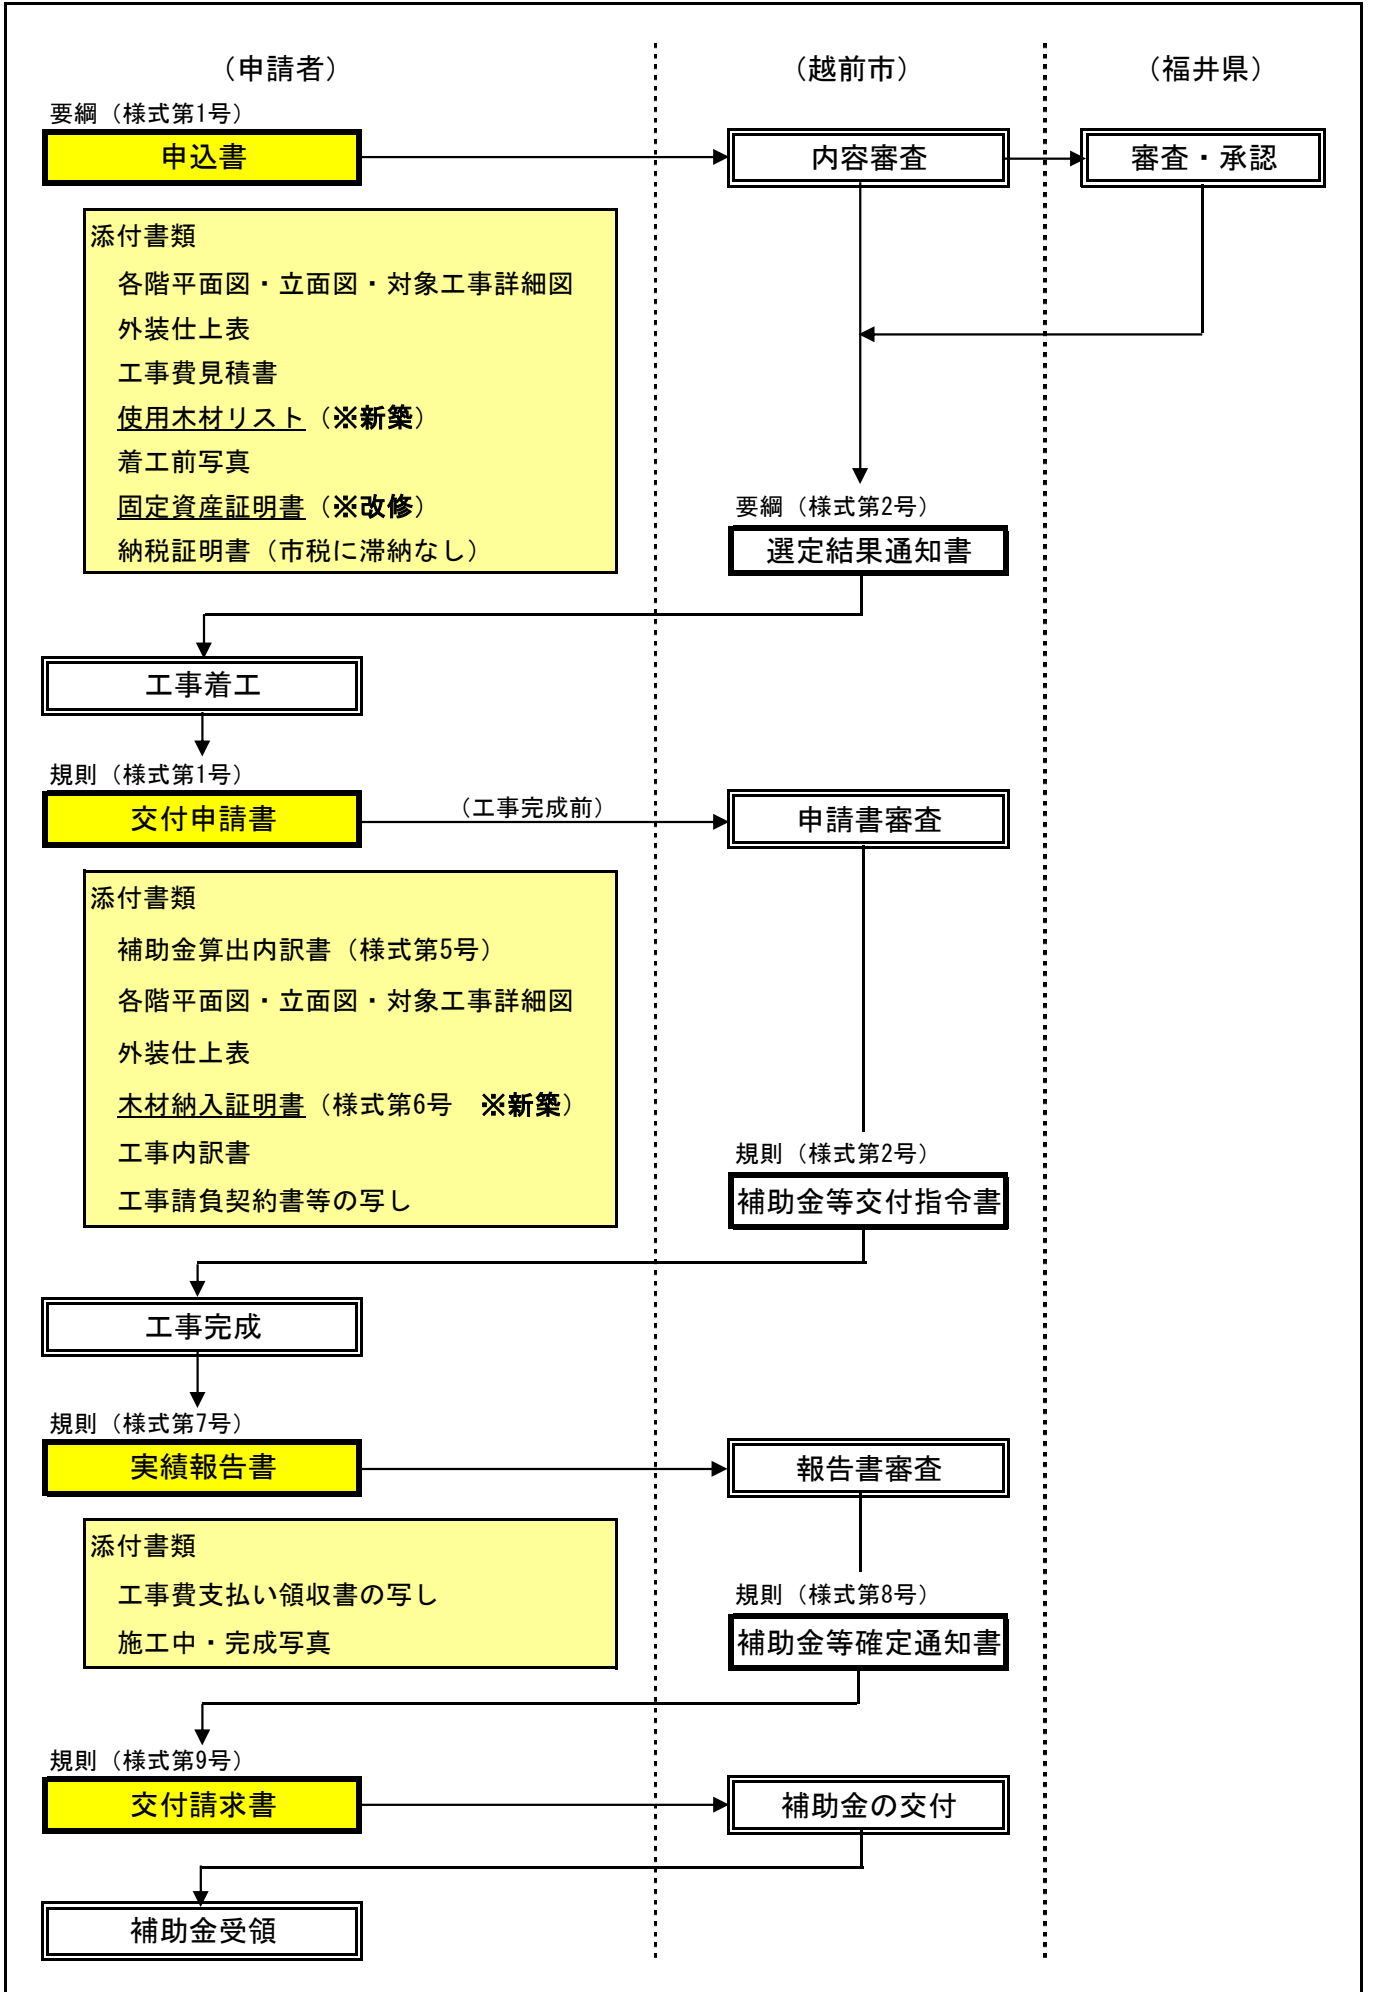 （申請者）
（越前市）
（福井県）
要綱（様式第1号）
申込書
内容審査
審査・承認
添付書類
各階平面図・立面図・対象工事詳細図
外装仕上表
工事費見積書
使用木材リスト（※新築）
着工前写真
固定資産証明書（※改修）
納税証明書（市税に滞納なし）
要綱（様式第2号）
選定結果通知書
工事着工
規則（様式第1号）
交付申請書
（工事完成前）
申請書審査
添付書類
補助金算出内訳書（様式第5号）
各階平面図・立面図・対象工事詳細図
外装仕上表
木材納入証明書（様式第6号　※新築）
工事内訳書
工事請負契約書等の写し
規則（様式第2号）
補助金等交付指令書
工事完成
規則（様式第7号）
実績報告書
報告書審査
添付書類
工事費支払い領収書の写し
施工中・完成写真
規則（様式第8号）
補助金等確定通知書
規則（様式第9号）
交付請求書
補助金の交付
補助金受領